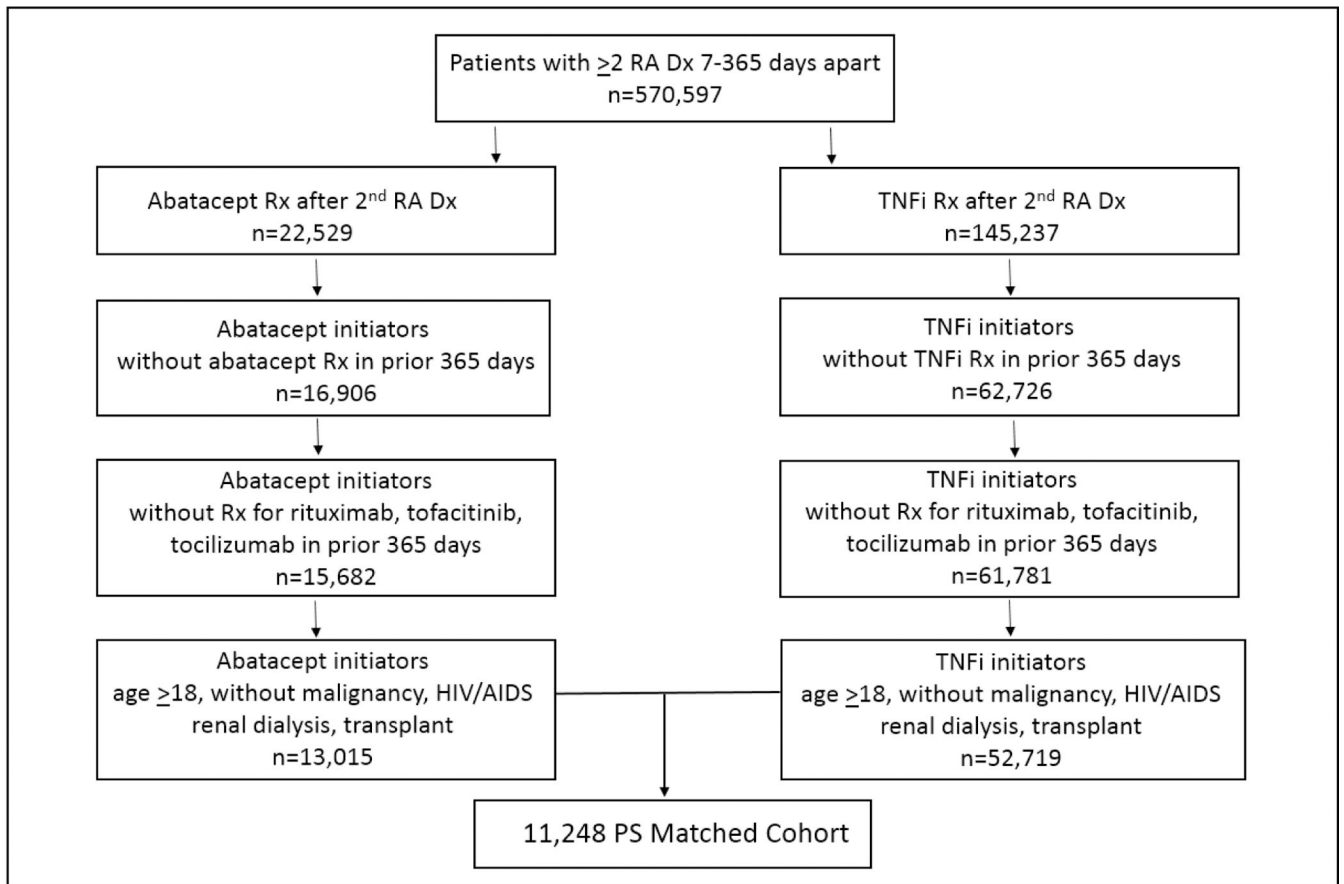 Patients with ≥2 RA Dx 7-365 days apart
n=570,597
Abatacept Rx after 2nd RA Dx
n=22,529
TNFi Rx after 2nd RA Dx
n=145,237
Abatacept initiators
without abatacept Rx in prior 365 days
n=16,906
TNFi initiators
without TNFi Rx in prior 365 days
n=62,726
Abatacept initiators
without Rx for rituximab, tofacitinib,
tocilizumab in prior 365 days
n=15,682
TNFi initiators
without Rx for rituximab, tofacitinib,
tocilizumab in prior 365 days
n=61,781
Abatacept initiators
age ≥18, without malignancy, HIV/AIDS
renal dialysis, transplant
n=13,015
TNFi initiators
age ≥18, without malignancy, HIV/AIDS
renal dialysis, transplant
n=52,719
11,248 PS Matched Cohort